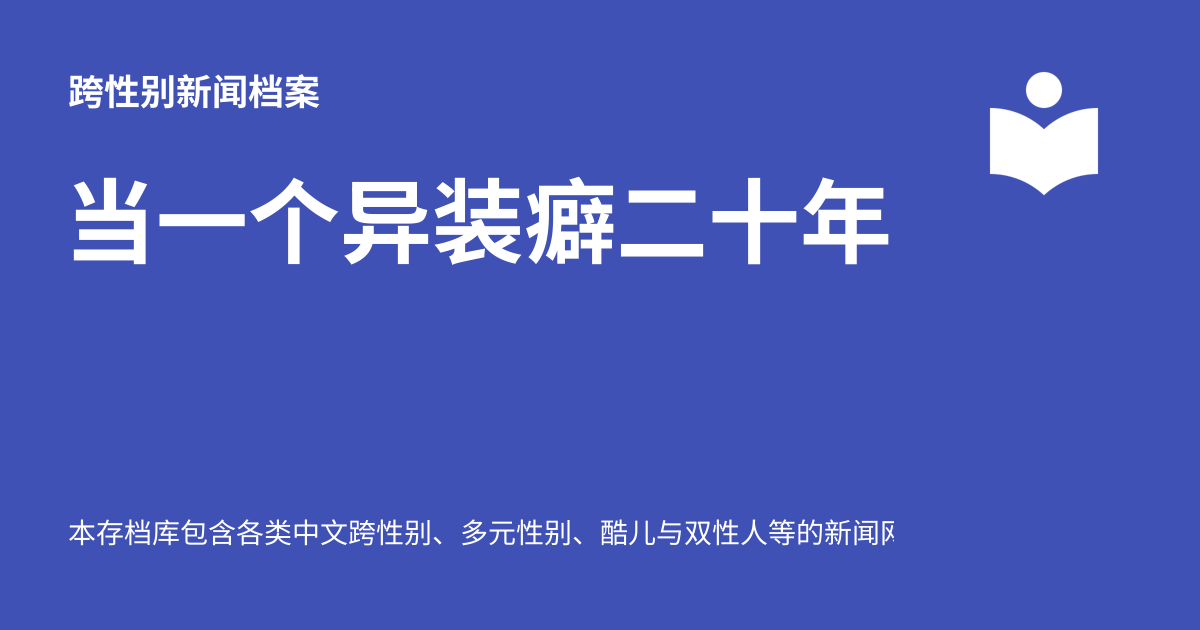 跨性别新闻档案
当一个异装癖二十年
本存档库包含各类中文跨性别、多元性别、酷儿与双性人等的新闻